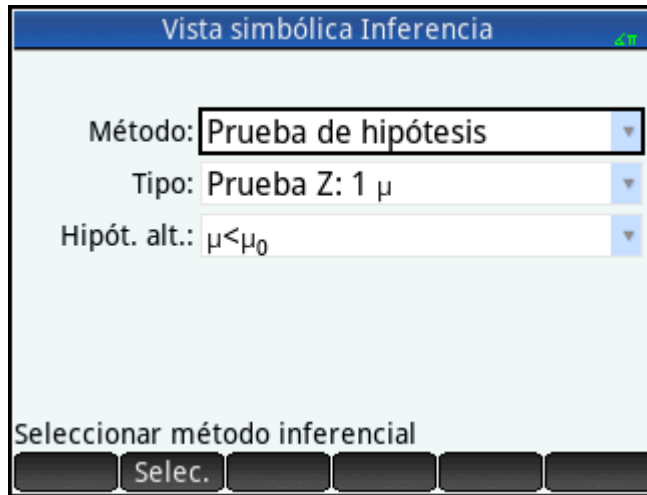 Vista simbólica Inferencia
∡π
Método: Prueba de hipótesis
Tipo: Prueba Z: 1 μ
Hipót. alt.: μ<μ₀
Seleccionar método inferencial
Selec.